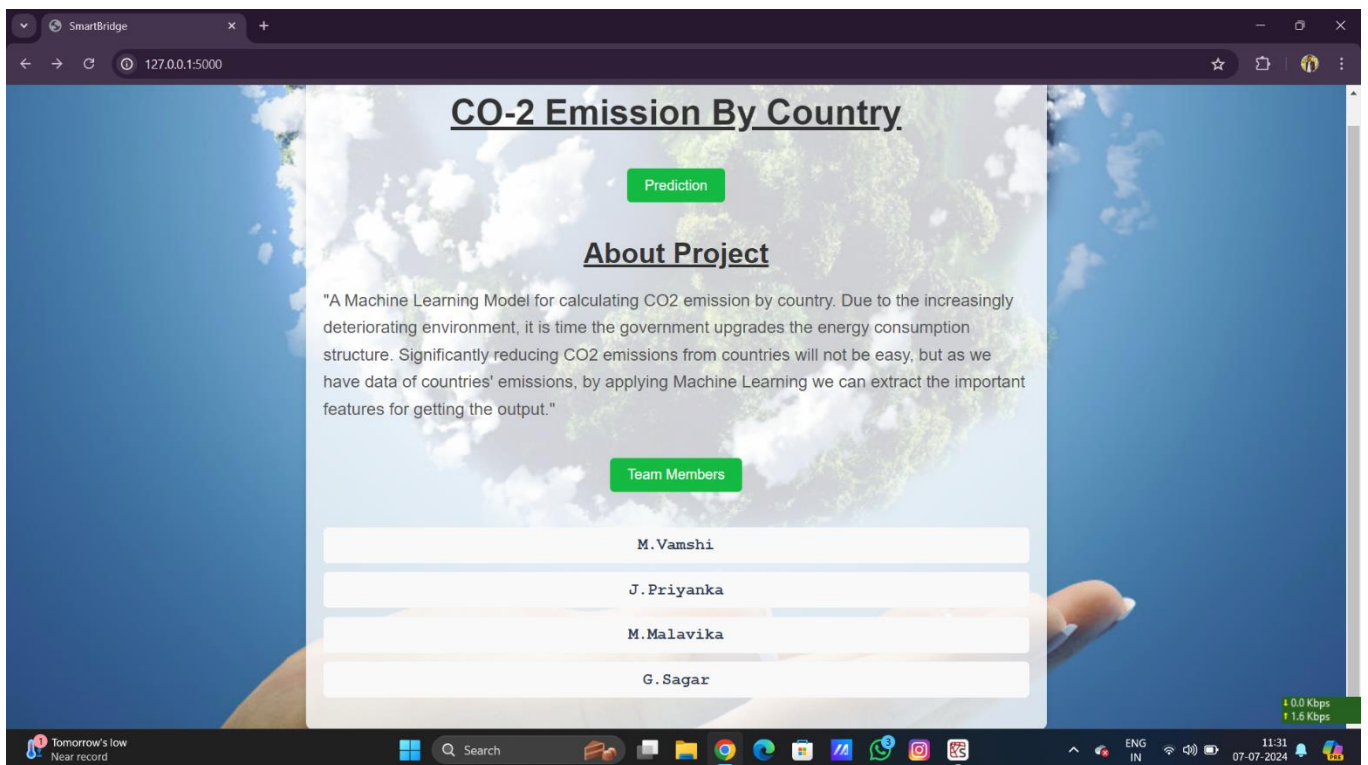 SmartBridge
127.0.0.1:5000
CO-2 Emission By Country
Prediction
About Project
"A Machine Learning Model for calculating CO2 emission by country. Due to the increasingly
deteriorating environment, it is time the government upgrades the energy consumption
structure. Significantly reducing CO2 emissions from countries will not be easy, but as we
have data of countries' emissions, by applying Machine Learning we can extract the important
features for getting the output."
Team Members
M.Vamshi
J.Priyanka
M.Malavika
G.Sagar
0.0 Kbps
1.6 Kbps
1
Tomorrow's low
Near record
Search
3
ENG
IN
11:31
07-07-2024
PRE